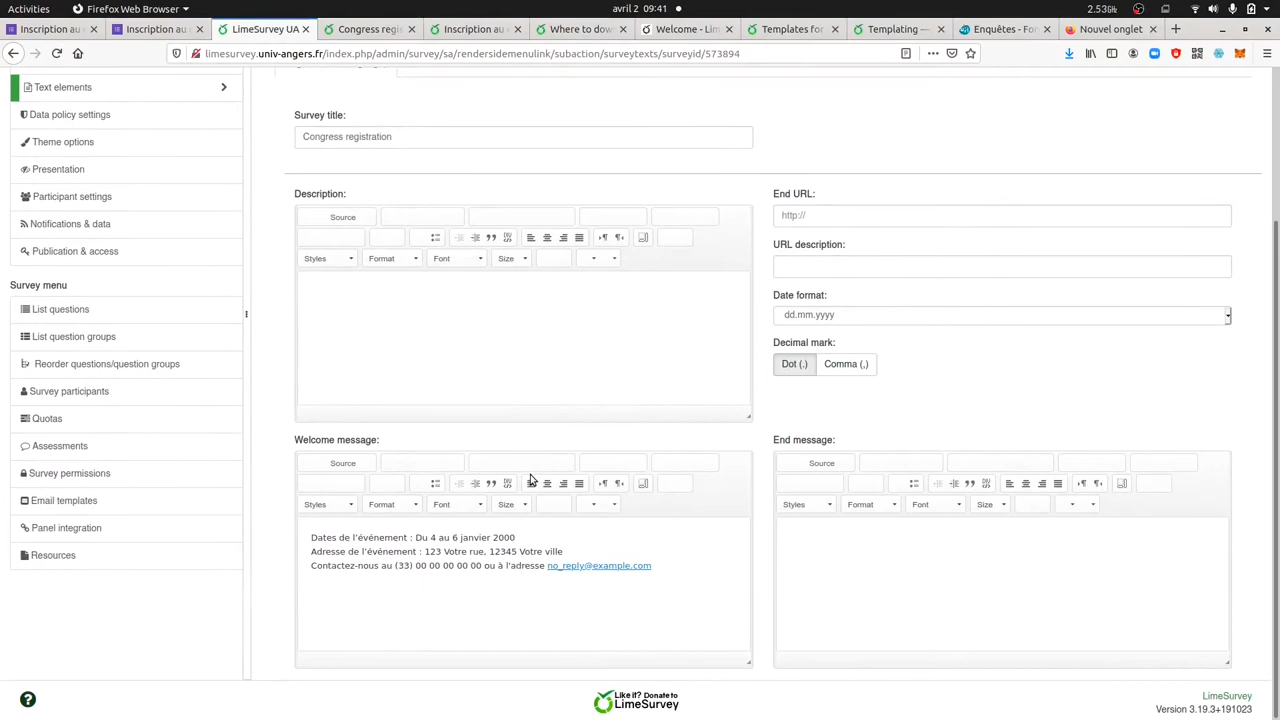 Activities
Firefox Web Browser
avril 2 09:41
2.53
Inscription au
Inscription au
LimeSurvey UA
Congress regi
Inscription au
Where to dow
Welcome - Lim
Templates for
Templating —
Enquêtes - For
Nouvel onglet
limesurvey.univ-angers.fr/index.php/admin/survey/sa/rendersidemenulink/subaction/surveytexts/surveyid/573894
Text elements
Data policy settings
Theme options
Presentation
Participant settings
Notifications & data
Publication & access
Survey menu
List questions
List question groups
Reorder questions/question groups
Survey participants
Quotas
Assessments
Survey permissions
Email templates
Panel integration
Resources
Survey title:
Congress registration
Description:
Source
Styles Format Font Size
End URL:
http://
URL description:
Date format:
dd.mm.yyyy
Decimal mark:
Dot (.) Comma (,)
Welcome message:
Source
Styles Format Font Size
Dates de l'événement : Du 4 au 6 janvier 2000
Adresse de l'événement : 123 Votre rue, 12345 Votre ville
Contactez-nous au (33) 00 00 00 00 00 ou à l'adresse no_reply@example.com
End message:
Source
Styles Format Font Size
Like it? Donate to
LimeSurvey
LimeSurvey
Version 3.19.3+191023